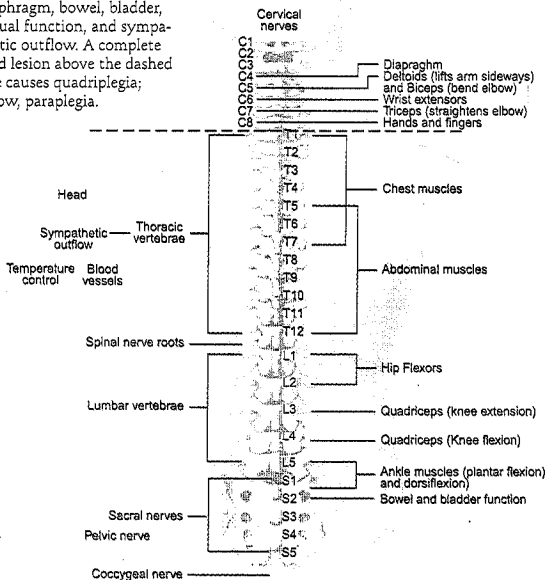 phragm, bowel, bladder,
ual function, and sympa-
tic outflow. A complete
d lesion above the dashed
e causes quadriplegia;
ow, paraplegia.
Cervical
nerves
C1
C2
C3
C4
C5
C6
C7
C8
Diapraghm
Deltoids (lifts arm sideways)
and Biceps (bend elbow)
Wrist extensors
Triceps (straightens elbow)
Hands and fingers
T1
T2
T3
T4
T5
T6
T7
T8
T9
T10
T11
T12
Chest muscles
Abdominal muscles
Head
Sympathetic
outflow
Thoracic
vertebrae
Temperature
control
Blood
vessels
Spinal nerve roots
L1
L2
L3
L4
L5
Hip Flexors
Lumbar vertebrae
Quadriceps (knee extension)
Quadriceps (Knee flexion)
Ankle muscles (plantar flexion)
and dorsiflexion)
S1
S2
S3
S4
S5
Bowel and bladder function
Sacral nerves
Pelvic nerve
Coccygeal nerve